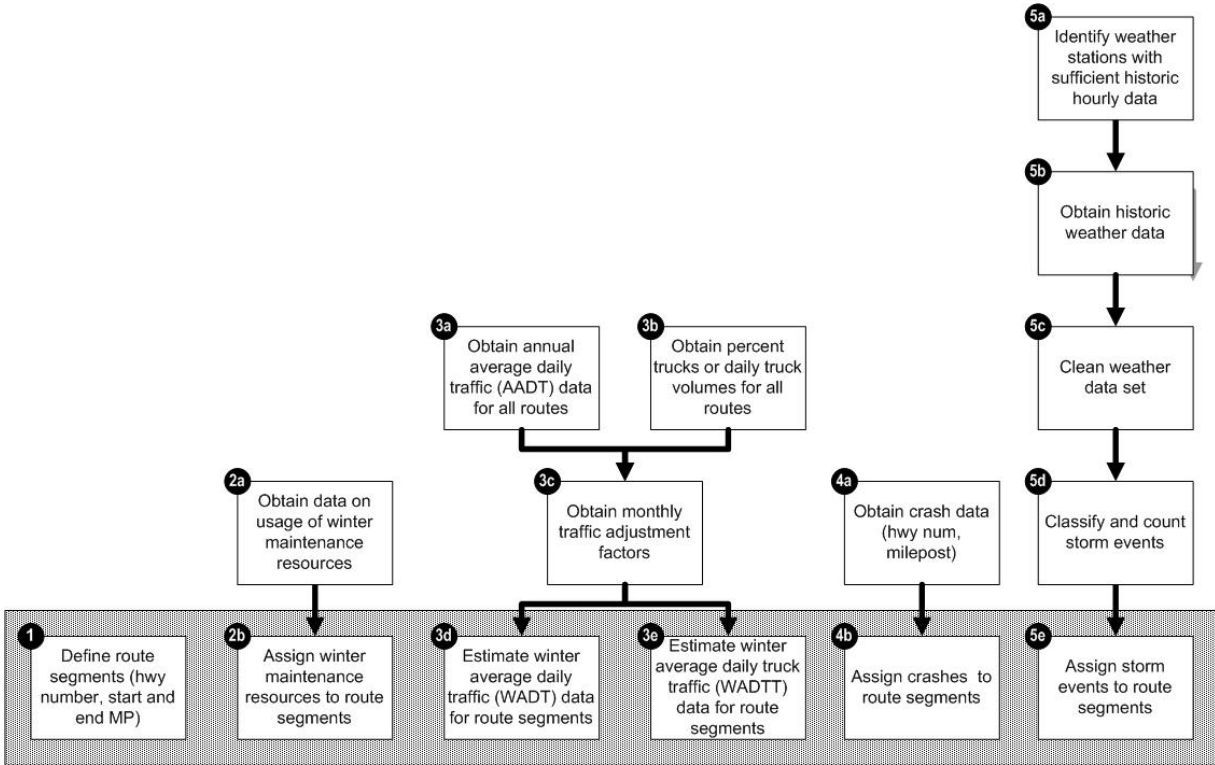 5a
Identify weather
stations with
sufficient historic
hourly data
5b
Obtain historic
weather data
3a
Obtain annual
average daily
traffic (AADT) data
for all routes
3b
Obtain percent
trucks or daily truck
volumes for all
routes
5c
Clean weather
data set
2a
Obtain data on
usage of winter
maintenance
resources
3c
Obtain monthly
traffic adjustment
factors
4a
Obtain crash data
(hwy num,
milepost)
5d
Classify and count
storm events
1
Define route
segments (hwy
number, start and
end MP)
2b
Assign winter
maintenance
resources to route
segments
3d
Estimate winter
average daily
traffic (WADT) data
for route segments
3e
Estimate winter
average daily truck
traffic (WADTT)
data for route
segments
4b
Assign crashes to
route segments
5e
Assign storm
events to route
segments